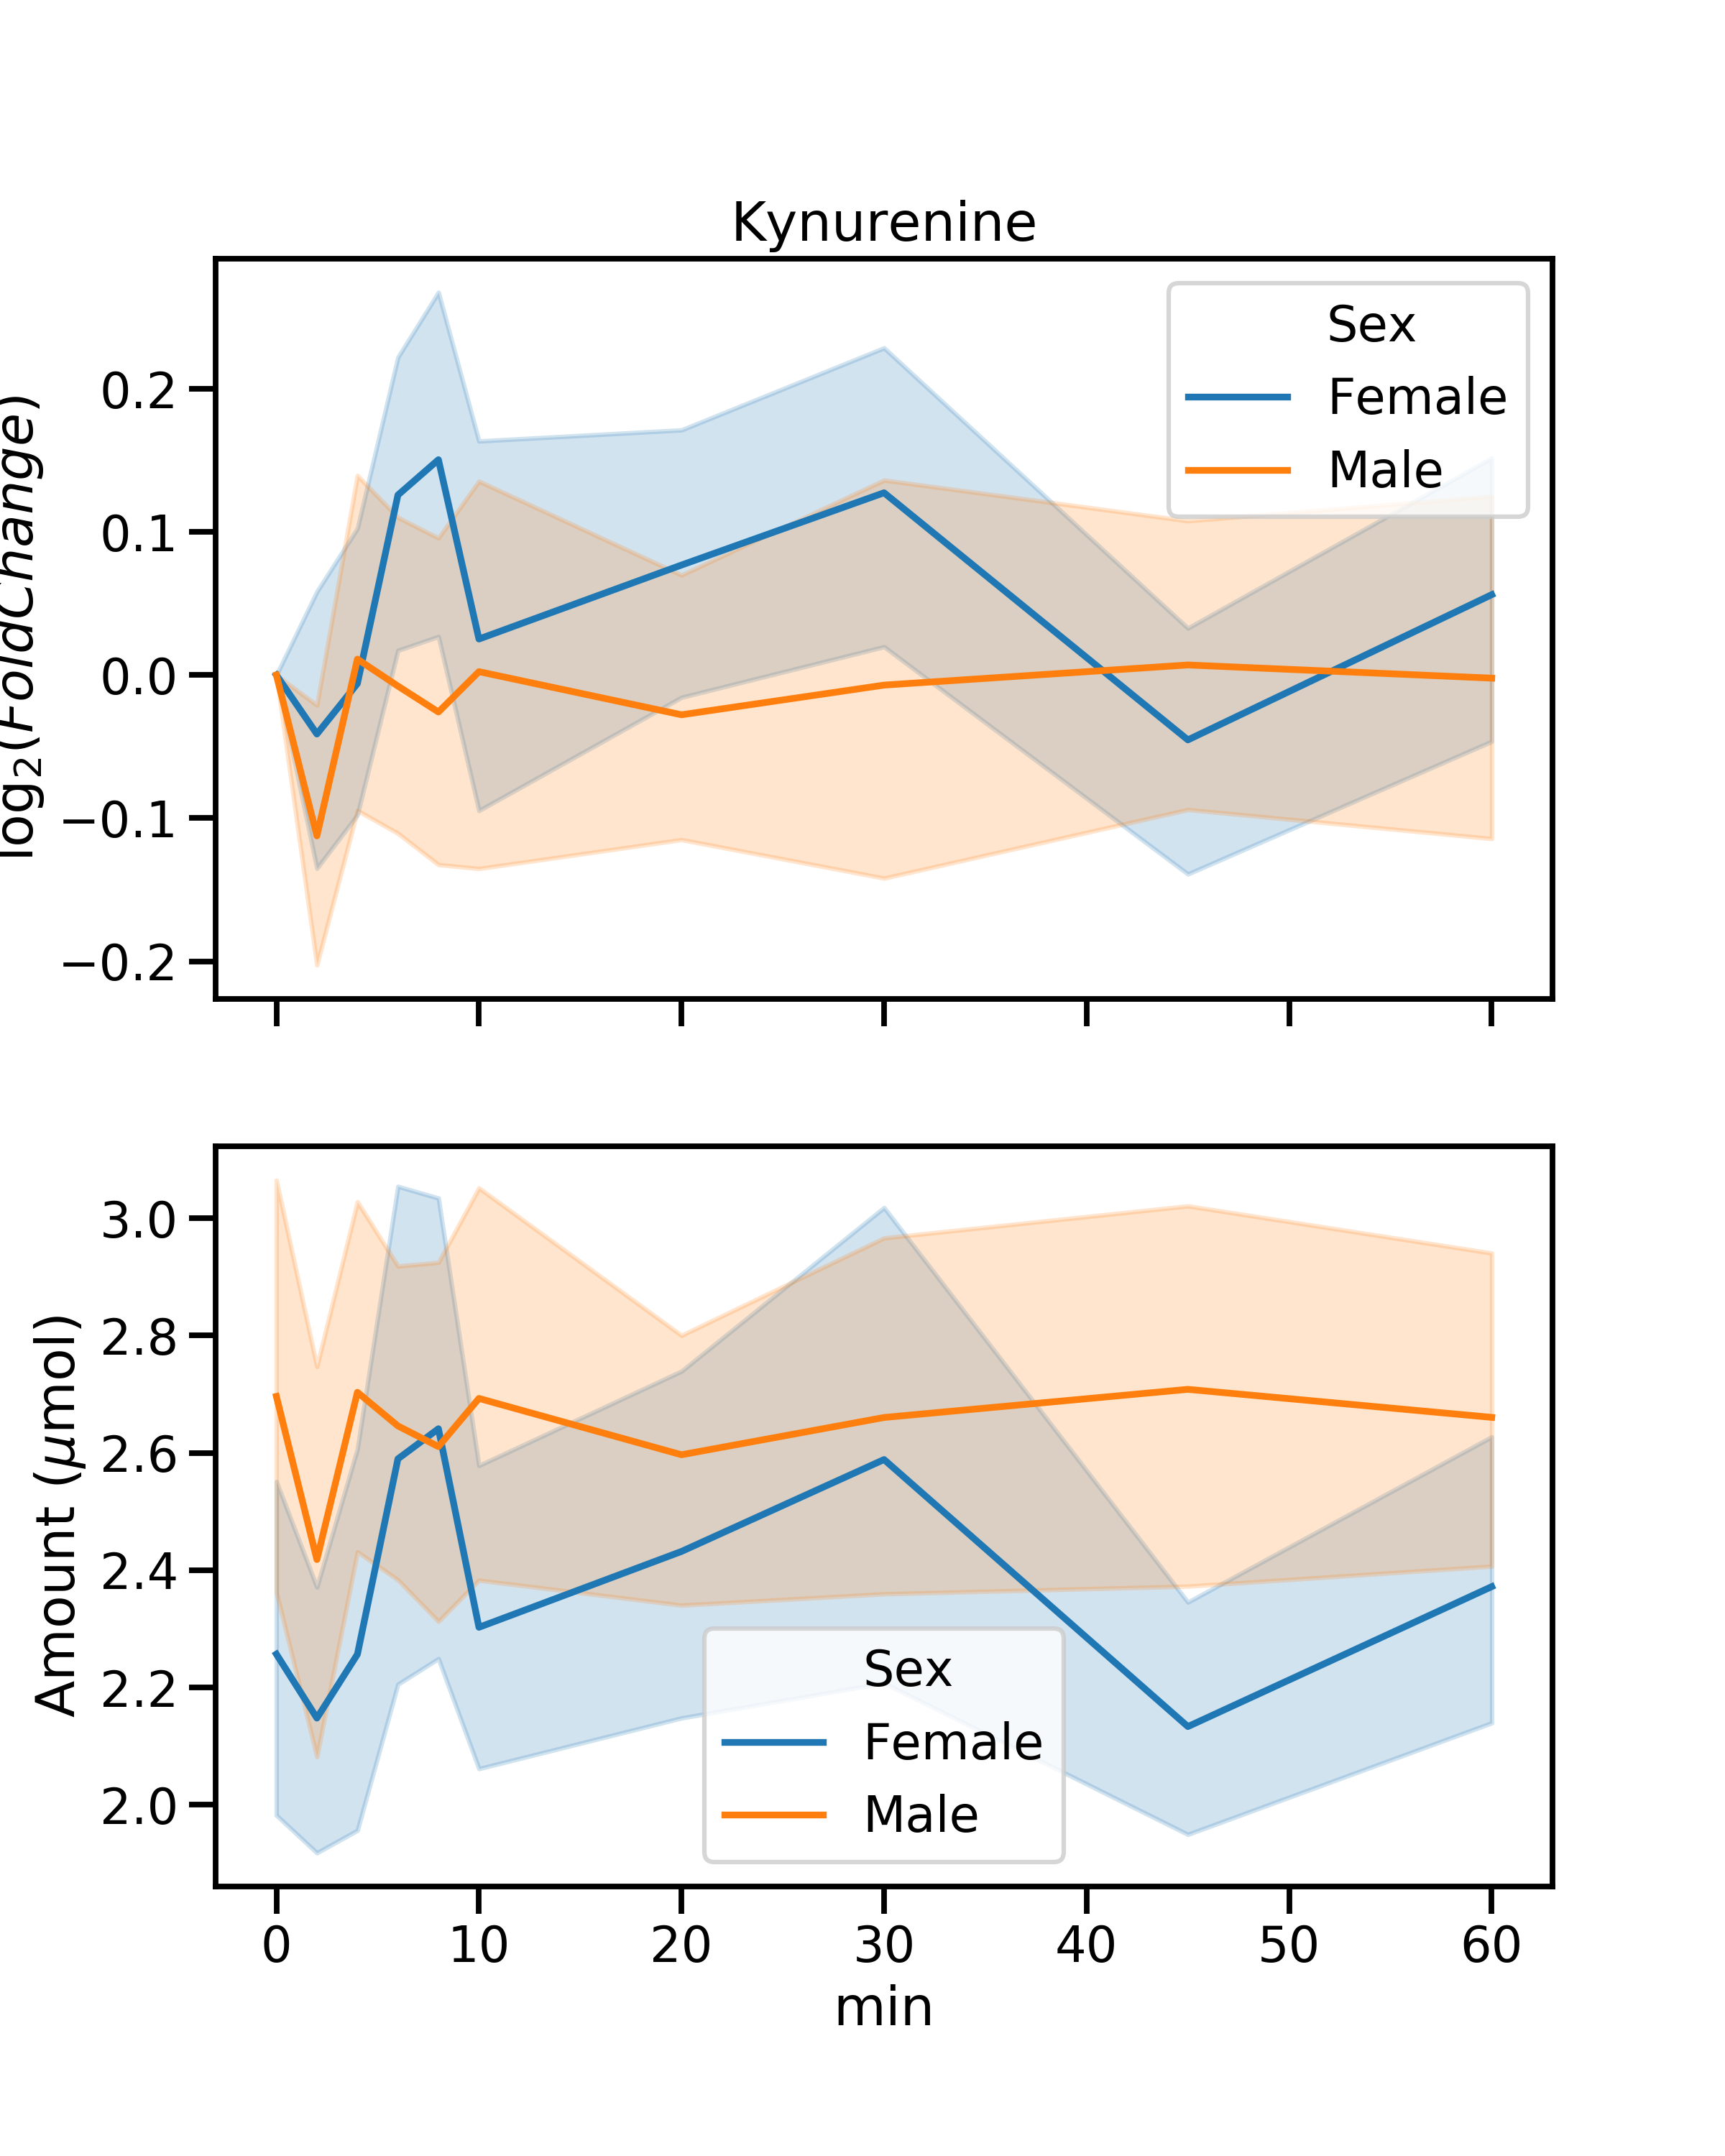 Kynurenine
log₂(FoldChange)
0.2
0.1
0.0
−0.1
−0.2
Sex
Female
Male
Amount (μmol)
3.0
2.8
2.6
2.4
2.2
2.0
Sex
Female
Male
0 10 20 30 40 50 60
min